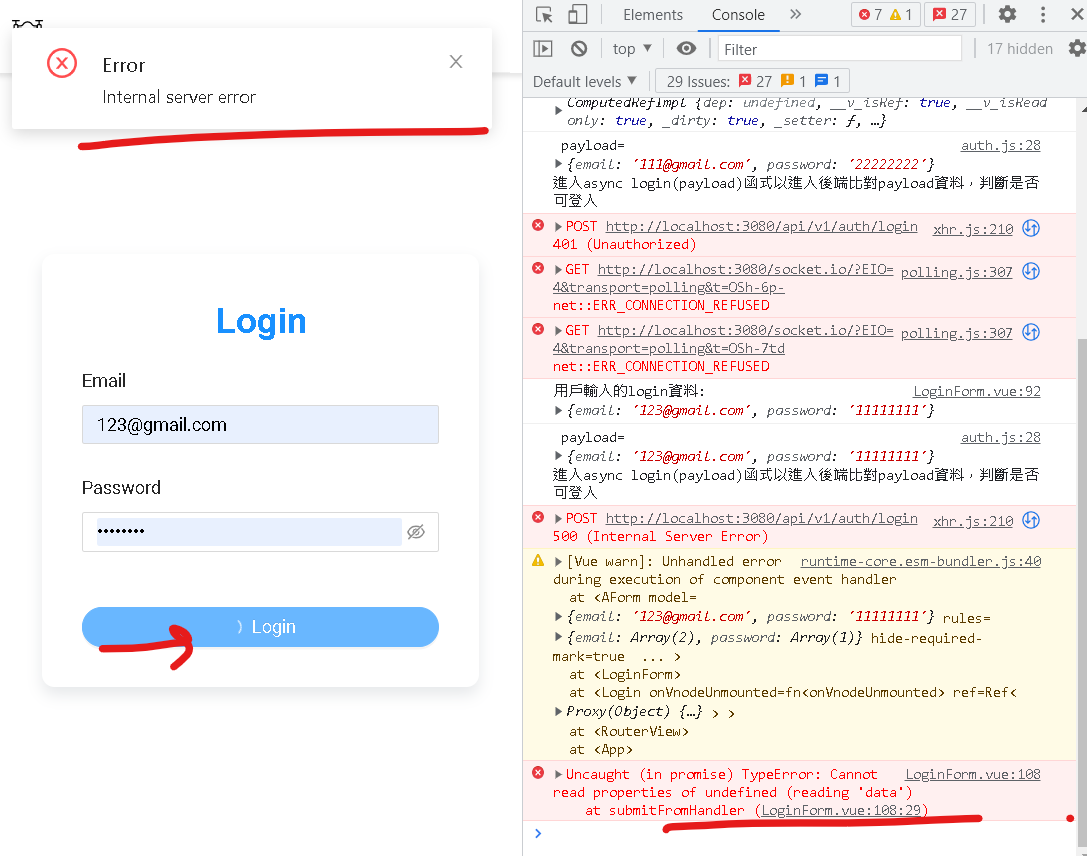 Error
Internal server error
Login
Email
123@gmail.com
Password
••••••••
Login
Elements Console » 7 1 27
top Filter 17 hidden
Default levels 29 Issues: 27 1 1
ComputedRefImpl {dep: undefined, __v_isRef: true, __v_isRead
only: true, _dirty: true, _setter: ƒ, …}
payload= auth.js:28
{email: '111@gmail.com', password: '22222222'}
進入async login(payload)函式以進入後端比對payload資料，判斷是否
可登入
POST http://localhost:3080/api/v1/auth/login xhr.js:210
401 (Unauthorized)
GET http://localhost:3080/socket.io/?EIO= polling.js:307
4&transport=polling&t=OSh-6p-
net::ERR_CONNECTION_REFUSED
GET http://localhost:3080/socket.io/?EIO= polling.js:307
4&transport=polling&t=OSh-7td
net::ERR_CONNECTION_REFUSED
用戶輸入的login資料: LoginForm.vue:92
{email: '123@gmail.com', password: '11111111'}
payload= auth.js:28
{email: '123@gmail.com', password: '11111111'}
進入async login(payload)函式以進入後端比對payload資料，判斷是否
可登入
POST http://localhost:3080/api/v1/auth/login xhr.js:210
500 (Internal Server Error)
[Vue warn]: Unhandled error runtime-core.esm-bundler.js:40
during execution of component event handler
at <AForm model=
{email: '123@gmail.com', password: '11111111'} rules=
{email: Array(2), password: Array(1)} hide-required-
mark=true ... >
at <LoginForm>
at <Login onVnodeUnmounted=fn<onVnodeUnmounted> ref=Ref<
Proxy(Object) {…} > >
at <RouterView>
at <App>
Uncaught (in promise) TypeError: Cannot LoginForm.vue:108
read properties of undefined (reading 'data')
at submitFromHandler (LoginForm.vue:108:29)